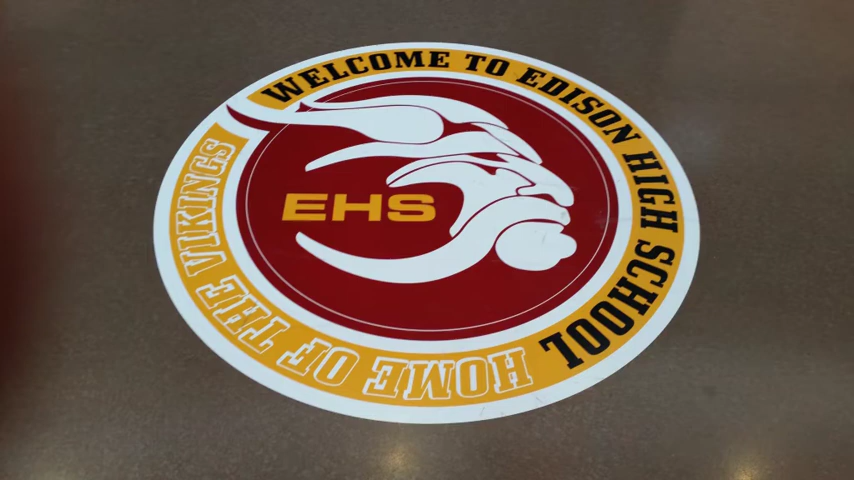 WELCOME TO EDISON HIGH SCHOOL
HOME OF THE VIKINGS
EHS